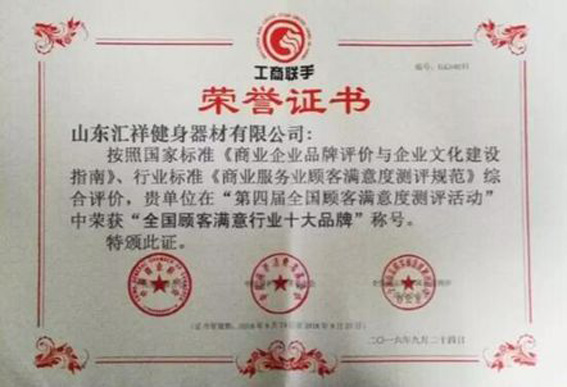 工商联手
荣誉证书
山东汇祥健身器材有限公司:
按照国家标准《商业企业品牌评价与企业文化建设
指南》、行业标准《商业服务业顾客满意度测评规范》综
合评价，贵单位在“第四届全国顾客满意度测评活动”
中荣获“全国顾客满意行业十大品牌”称号。
特颁此证。
二〇一六年九月二十四日